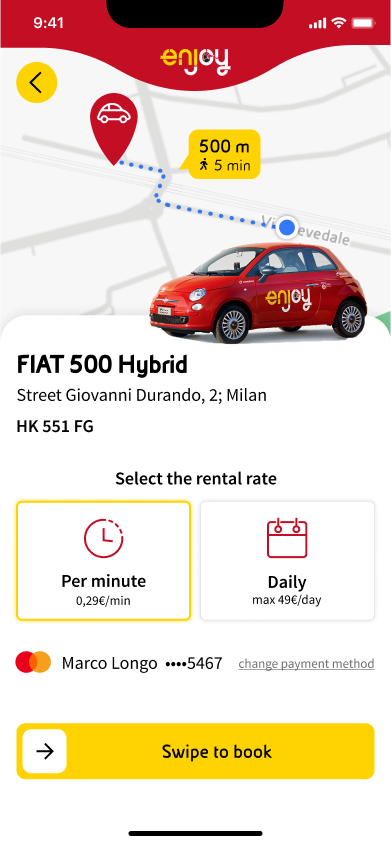 9:41
enjoy
500 m
5 min
evedale
enjoy
FIAT 500 Hybrid
Street Giovanni Durando, 2; Milan
HK 551 FG
Select the rental rate
Per minute
0,29€/min
Daily
max 49€/day
Marco Longo ••••5467
change payment method
Swipe to book